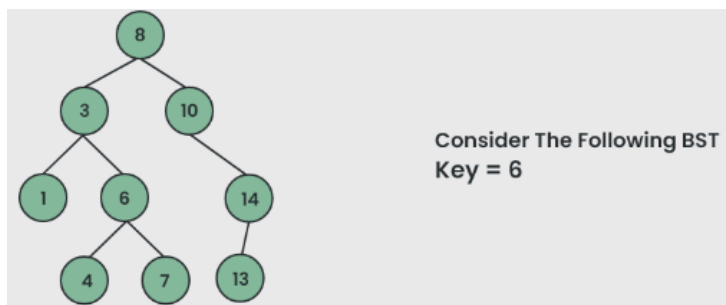 8
3 10
Consider The Following BST
Key = 6
1 6 14
4 7 13